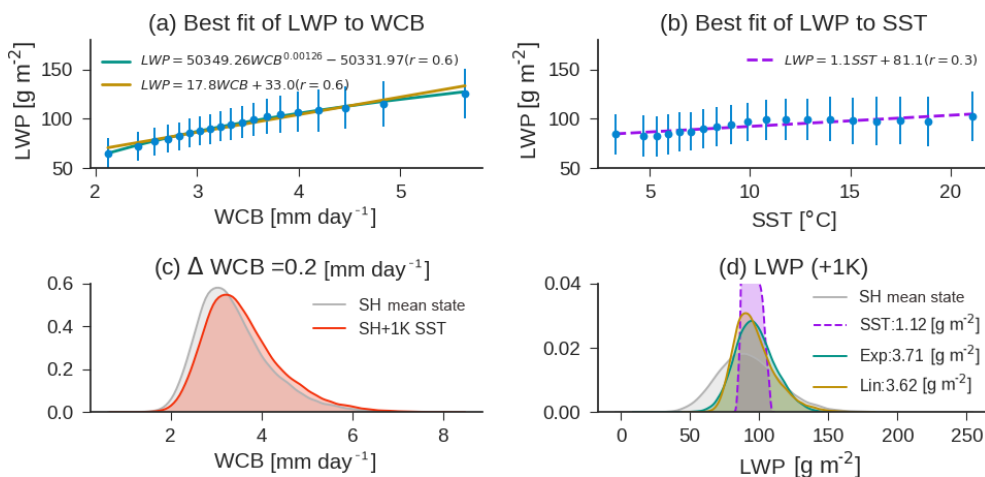 (a) Best fit of LWP to WCB
LWP [g m⁻²]
150
100
50
LWP = 50349.26WCB^0.00126 − 50331.97(r = 0.6)
LWP = 17.8WCB + 33.0(r = 0.6)
2 3 4 5
WCB [mm day⁻¹]
(b) Best fit of LWP to SST
LWP [g m⁻²]
150
100
50
LWP = 1.1SST + 81.1(r = 0.3)
5 10 15 20
SST [°C]
(c) Δ WCB =0.2 [mm day⁻¹]
0.6
0.4
0.2
0.0
SH mean state
SH+1K SST
2 4 6 8
WCB [mm day⁻¹]
(d) LWP (+1K)
0.04
0.02
0.00
SH mean state
SST:1.12 [g m⁻²]
Exp:3.71 [g m⁻²]
Lin:3.62 [g m⁻²]
0 50 100 150 200 250
LWP [g m⁻²]